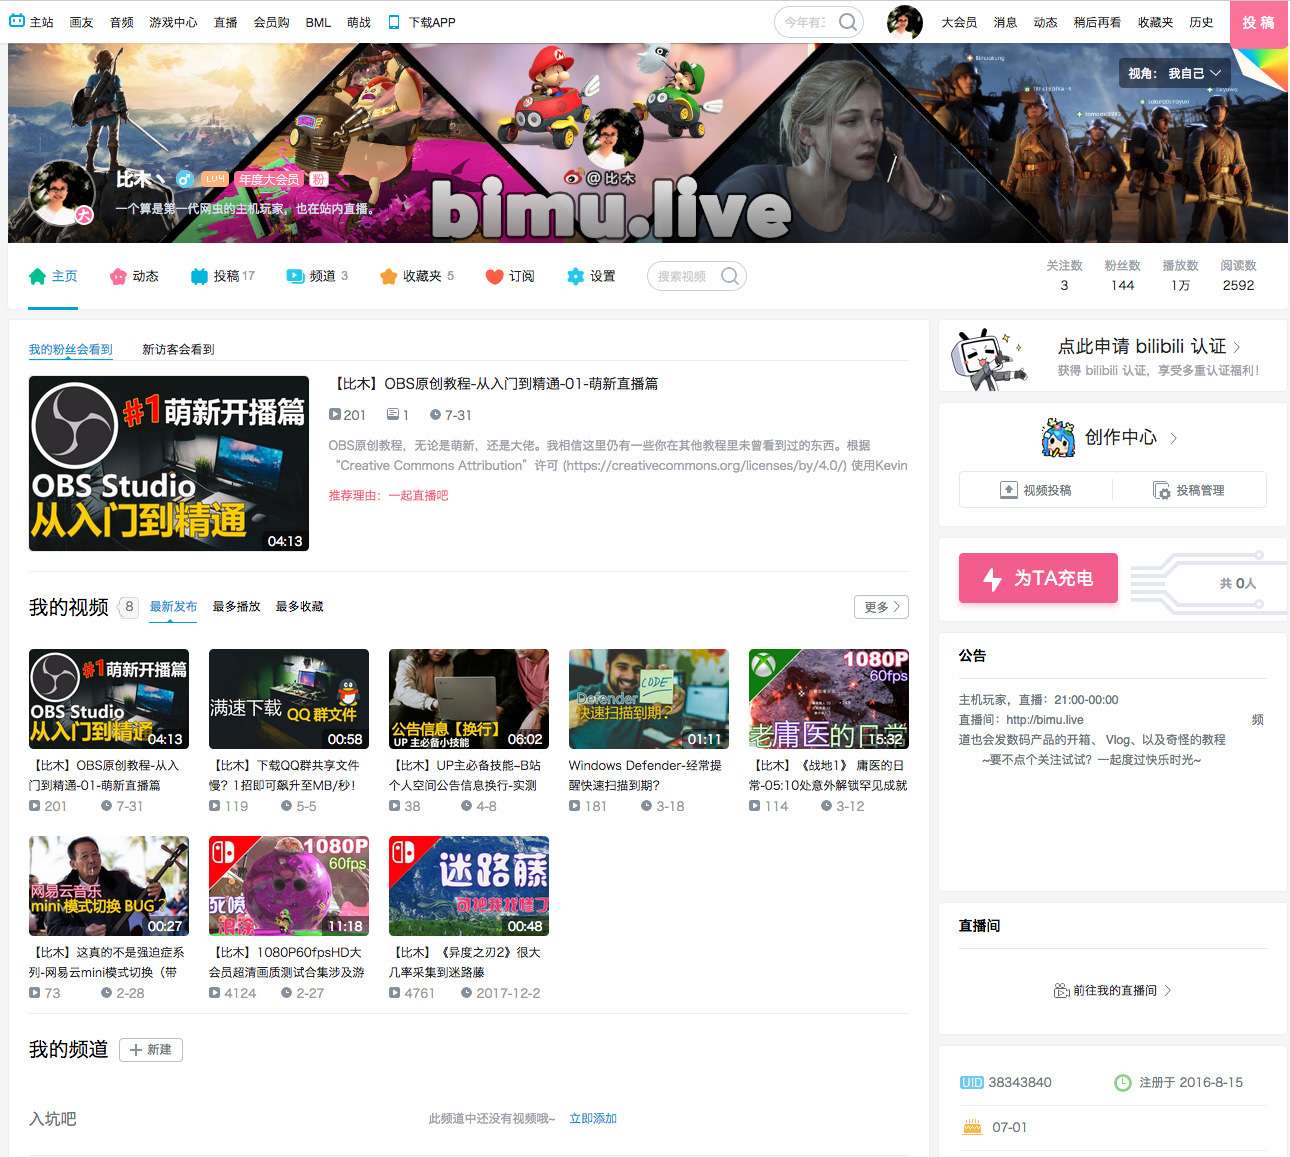 主站 画友 音频 游戏中心 直播 会员购 BML 萌战 下载APP
大会员 消息 动态 稍后再看 收藏夹 历史 投稿
视角： 我自己
比木丶 LV4 年度大会员 粉
大
一个算是第一代网虫的主机玩家，也在站内直播。
@比木
bimu.live
主页 动态 投稿 17 频道 3 收藏夹 5 订阅 设置 搜索视频
关注数 粉丝数 播放数 阅读数
3 144 1万 2592
我的粉丝会看到 新访客会看到
#1萌新开播篇
OBS Studio
从入门到精通
04:13
【比木】OBS原创教程-从入门到精通-01-萌新直播篇
201 1 7-31
OBS原创教程，无论是萌新，还是大佬。我相信这里仍有一些你在其他教程里未曾看到过的东西。根据
“Creative Commons Attribution”许可 (https://creativecommons.org/licenses/by/4.0/) 使用Kevin
推荐理由：一起直播吧
我的视频 8 最新发布 最多播放 最多收藏 更多
#1萌新开播篇
OBS Studio
从入门到精通
04:13
满速下载
QQ 群文件
00:58
公告信息【换行】
UP 主必备小技能
06:02
CODE
Defender
快速扫描到期？
01:11
1080P
60fps
老庸医的日常
15:32
【比木】OBS原创教程-从入门到精通-01-萌新直播篇
201 7-31
【比木】下载QQ群共享文件慢？1招即可飙升至MB/秒！
119 5-5
【比木】UP主必备技能~B站个人空间公告信息换行-实测
38 4-8
Windows Defender-经常提醒快速扫描到期？
181 3-18
【比木】《战地1》 庸医的日常-05:10处意外解锁罕见成就
114 3-12
网易云音乐
mini 模式切换 BUG？
00:27
1080P
60fps
死喷
浪涂
11:18
迷路藤
可把我找懵了
00:48
【比木】这真的不是强迫症系列-网易云mini模式切换（带
73 2-28
【比木】1080P60fpsHD大会员超清画质测试合集涉及游
4124 2-27
【比木】《异度之刃2》很大几率采集到迷路藤
4761 2017-12-2
我的频道 新建
入坑吧 此频道中还没有视频哦~ 立即添加
点此申请 bilibili 认证
获得 bilibili 认证，享受多重认证福利！
创作中心
视频投稿 投稿管理
为TA充电 共 0人
公告
主机玩家，直播：21:00-00:00
直播间：http://bimu.live 频
道也会发数码产品的开箱、Vlog、以及奇怪的教程
~要不点个关注试试？一起度过快乐时光~
直播间
前往我的直播间
UID 38343840 注册于 2016-8-15
07-01